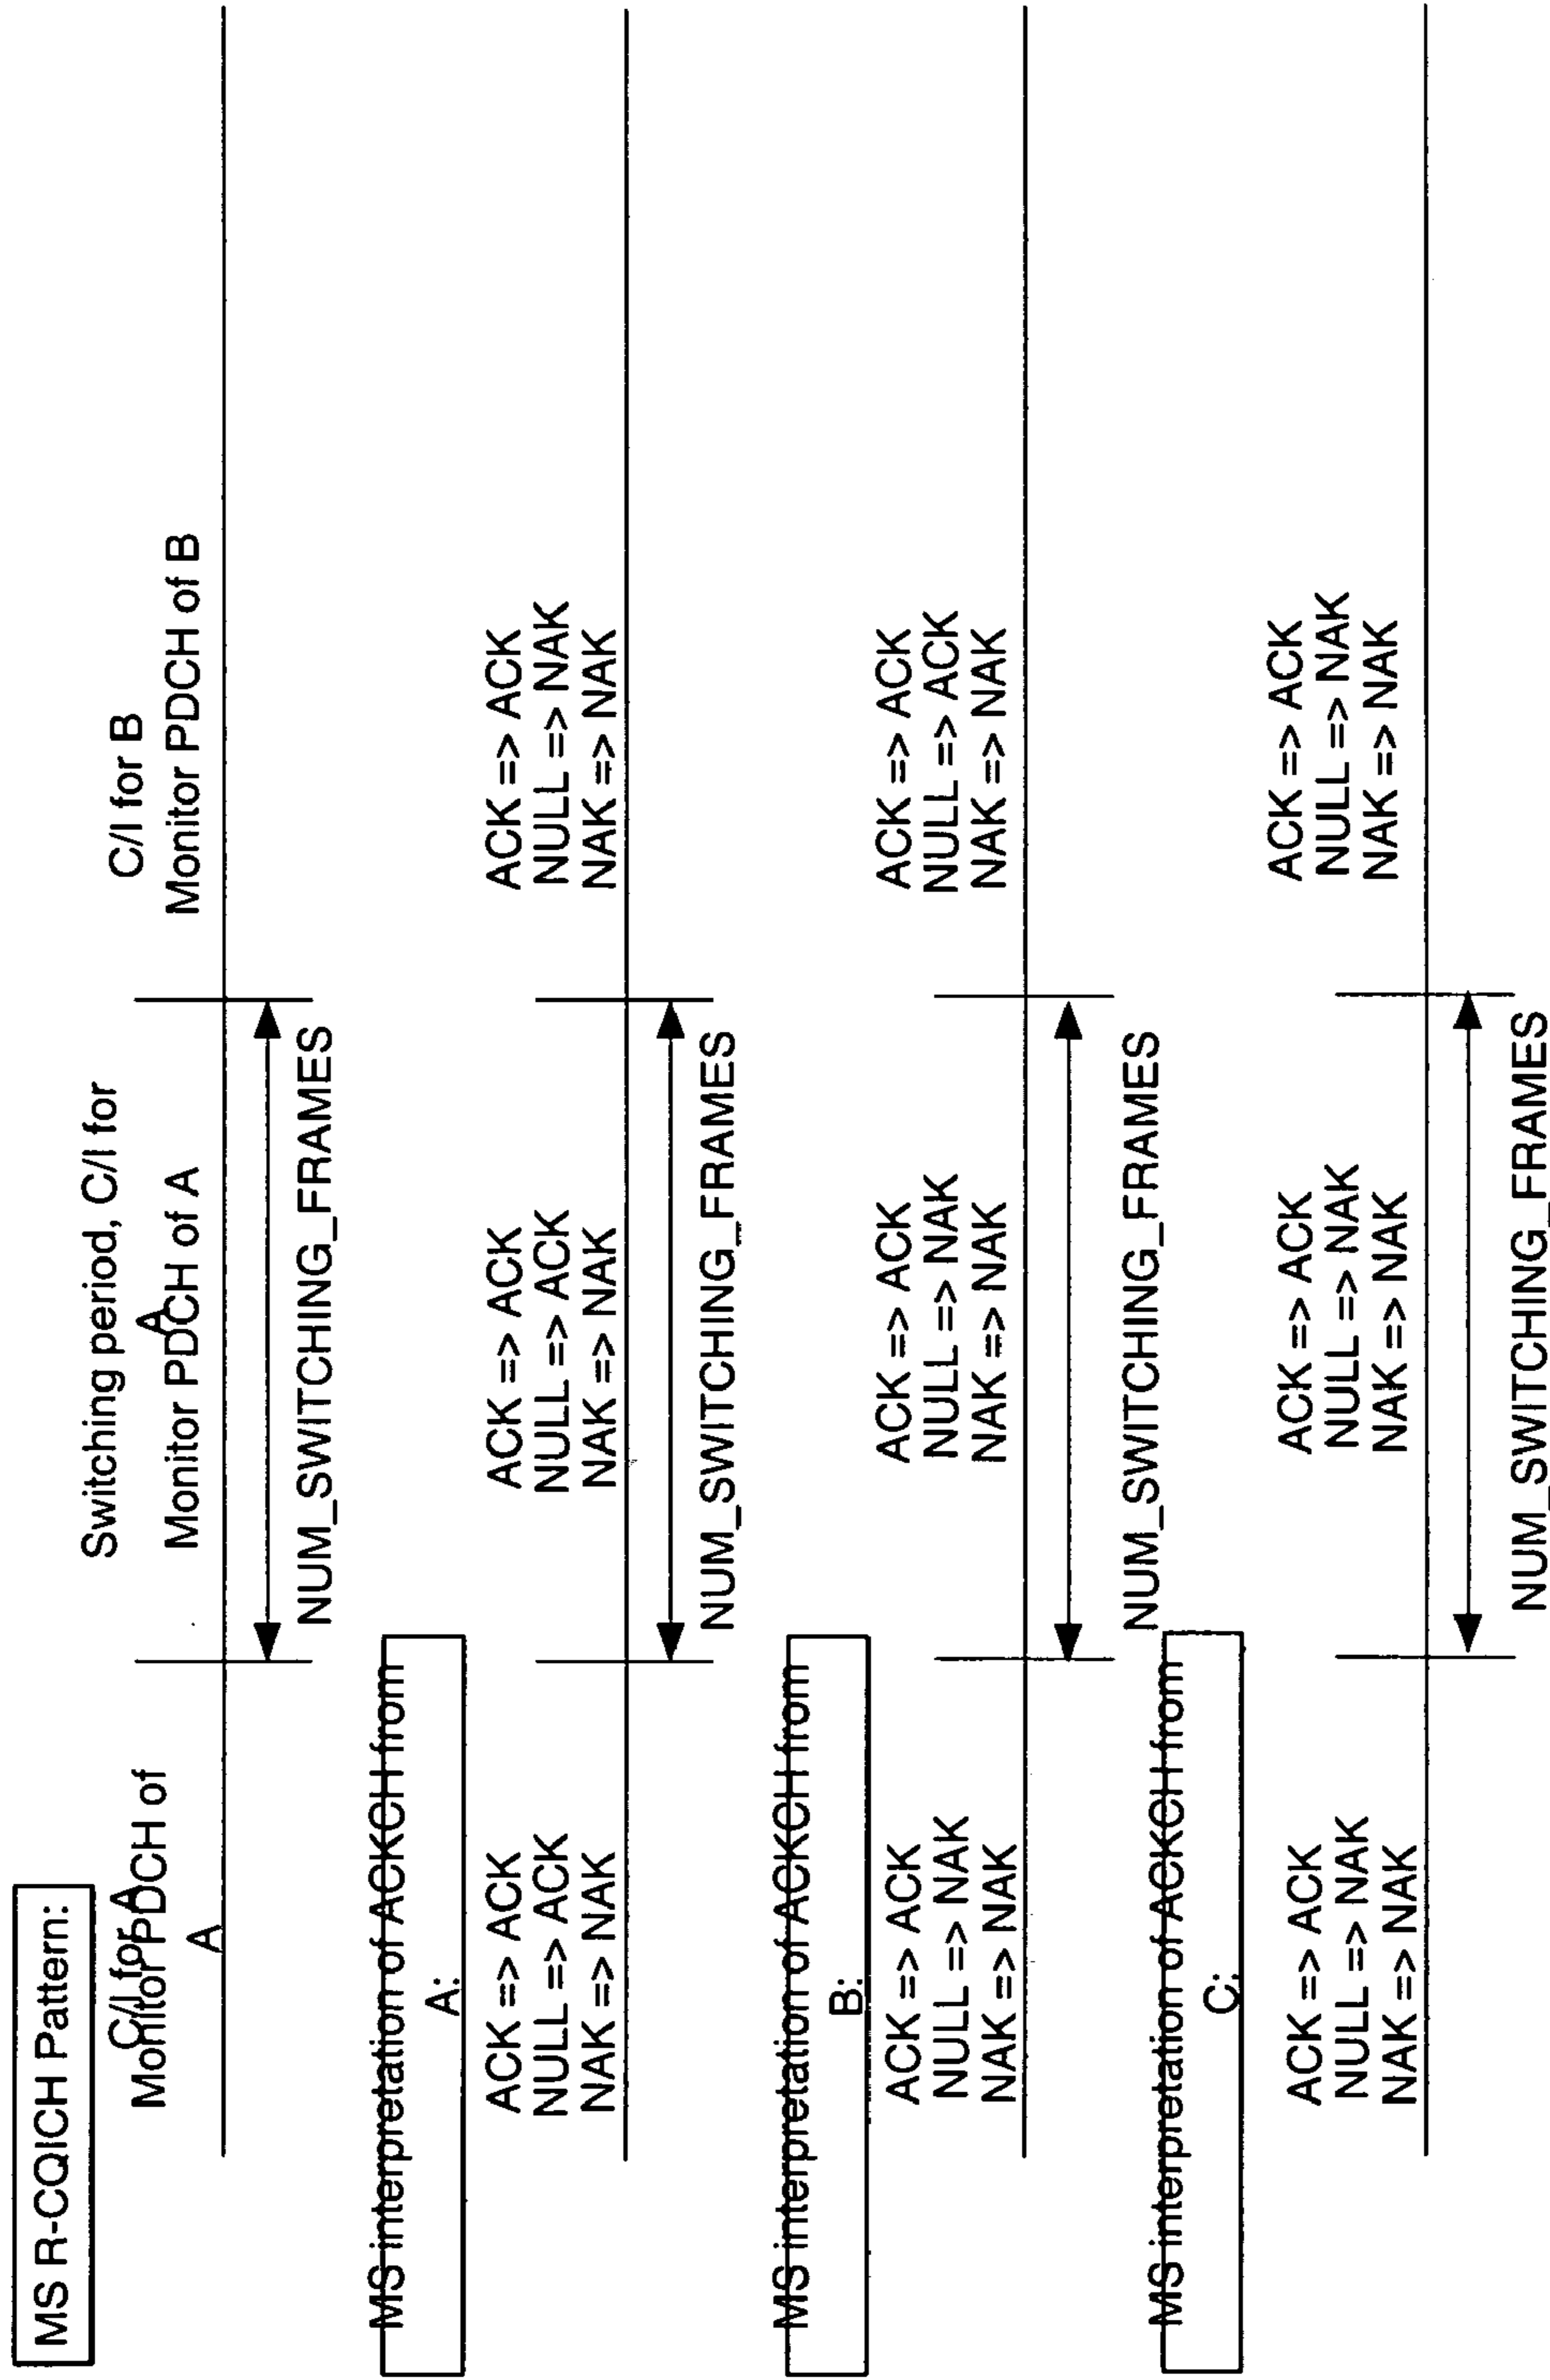 MS R-CQICH Pattern:
C/I for A
Monitor PDCH of
A
Switching period, C/I for
A
Monitor PDCH of A
C/I for B
Monitor PDCH of B
NUM_SWITCHING_FRAMES
MS interpretation of ACKCH from
A:
ACK => ACK
NULL => ACK
NAK => NAK
ACK => ACK
NULL => ACK
NAK => NAK
ACK => ACK
NULL => NAK
NAK => NAK
NUM_SWITCHING_FRAMES
MS interpretation of ACKCH from
B:
ACK => ACK
NULL => NAK
NAK => NAK
ACK => ACK
NULL => NAK
NAK => NAK
ACK => ACK
NULL => ACK
NAK => NAK
NUM_SWITCHING_FRAMES
MS interpretation of ACKCH from
C:
ACK => ACK
NULL => NAK
NAK => NAK
ACK => ACK
NULL => NAK
NAK => NAK
ACK => ACK
NULL => NAK
NAK => NAK
NUM_SWITCHING_FRAMES